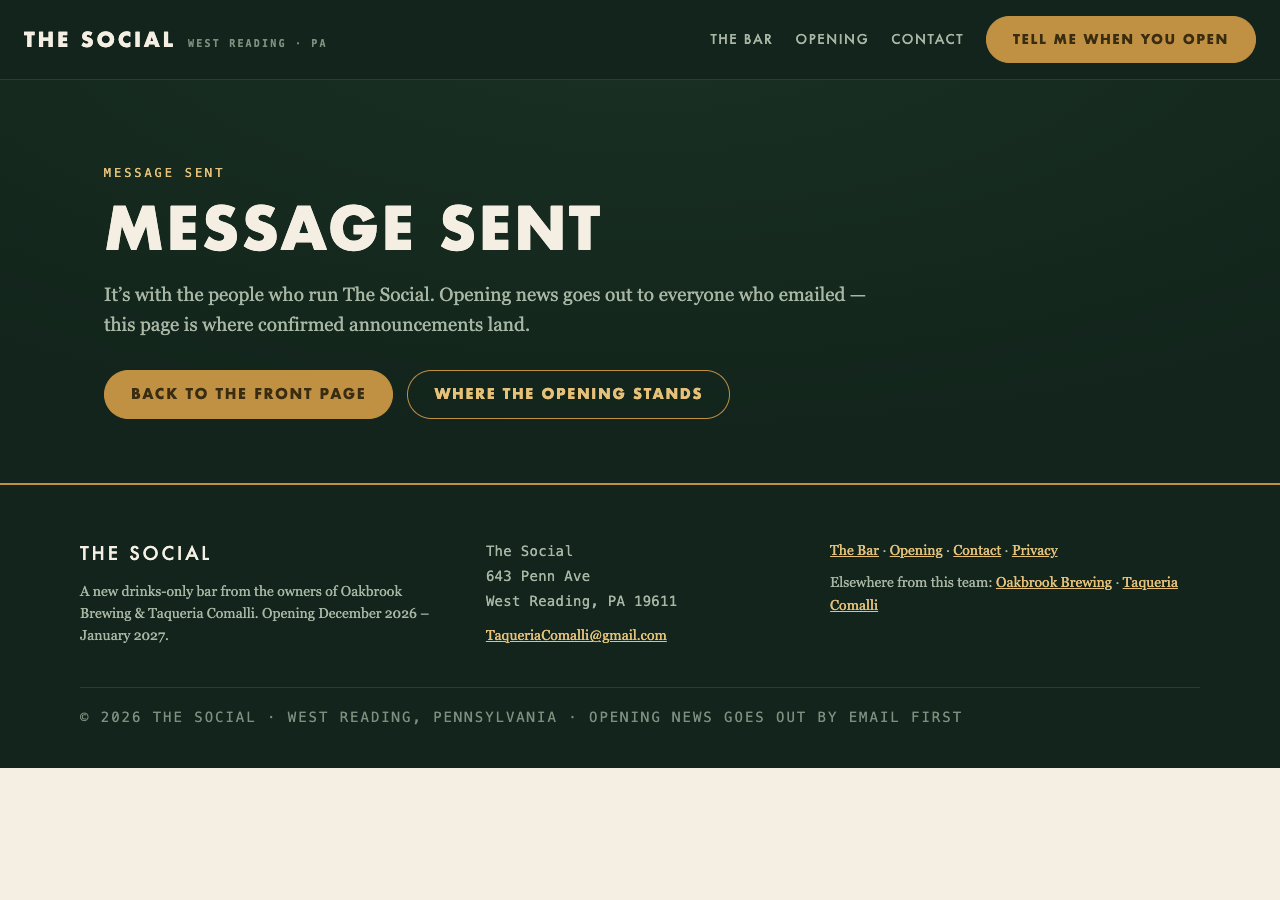 THE SOCIAL WEST READING · PA
THE BAR OPENING CONTACT TELL ME WHEN YOU OPEN
MESSAGE SENT
MESSAGE SENT
It’s with the people who run The Social. Opening news goes out to everyone who emailed —
this page is where confirmed announcements land.
BACK TO THE FRONT PAGE WHERE THE OPENING STANDS
THE SOCIAL
A new drinks-only bar from the owners of Oakbrook
Brewing & Taqueria Comalli. Opening December 2026 –
January 2027.
The Social
643 Penn Ave
West Reading, PA 19611
TaqueriaComalli@gmail.com
The Bar · Opening · Contact · Privacy
Elsewhere from this team: Oakbrook Brewing · Taqueria
Comalli
© 2026 THE SOCIAL · WEST READING, PENNSYLVANIA · OPENING NEWS GOES OUT BY EMAIL FIRST